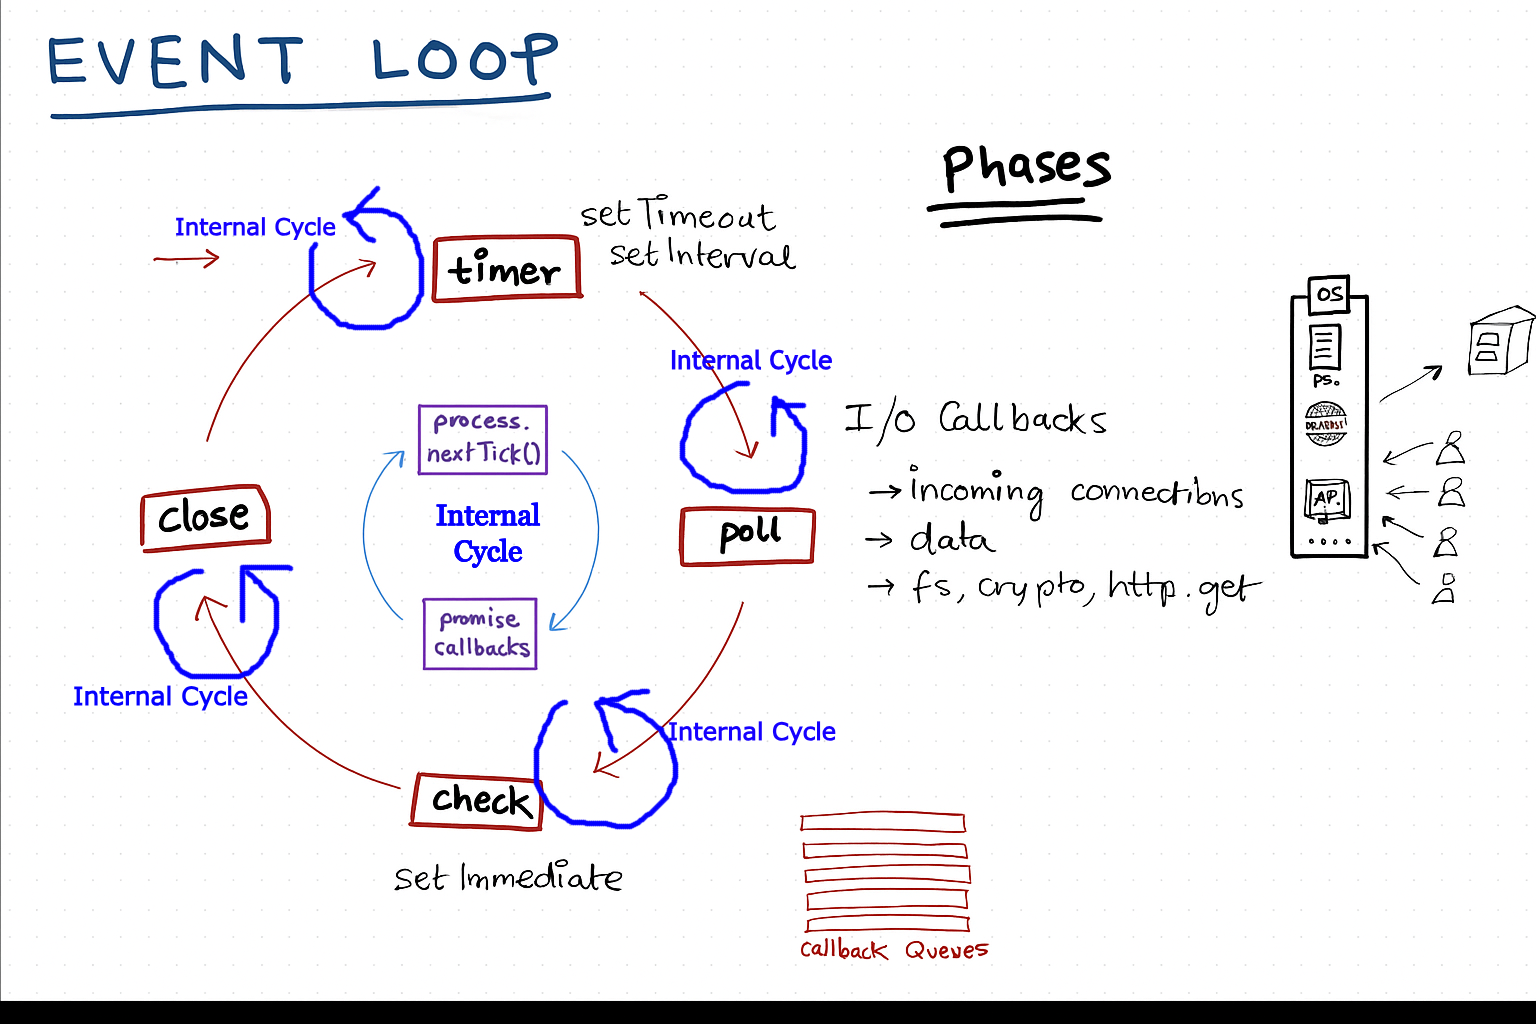 EVENT LOOP
Phases
Internal Cycle
timer
setTimeout
setInterval
Internal Cycle
I/O Callbacks
→ incoming connections
→ data
→ fs, crypto, http.get
process.
nextTick()
Internal
Cycle
promise
callbacks
close
poll
Internal Cycle
Internal Cycle
check
set Immediate
Callback Queues
OS
PS.
AP.